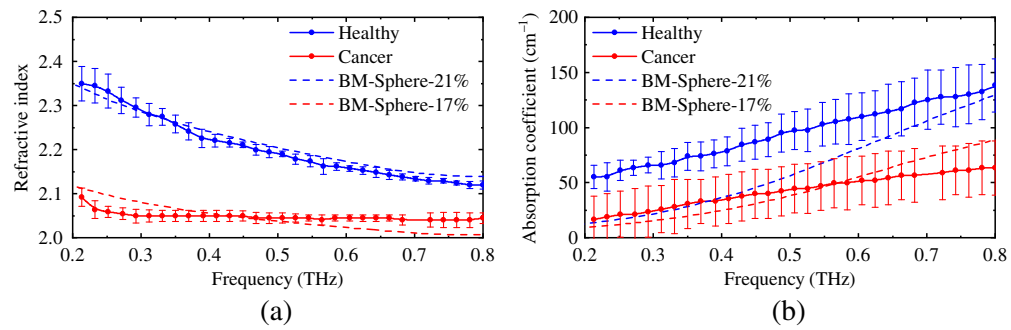 Refractive index
2.4
2.3
2.2
2.1
2.0
0.2 0.3 0.4 0.5 0.6 0.7 0.8
Frequency (THz)
Healthy
Cancer
BM-Sphere-21%
BM-Sphere-17%
(a)
Absorption coefficient (cm⁻¹)
200
150
100
50
0
0.2 0.3 0.4 0.5 0.6 0.7 0.8
Frequency (THz)
Healthy
Cancer
BM-Sphere-21%
BM-Sphere-17%
(b)